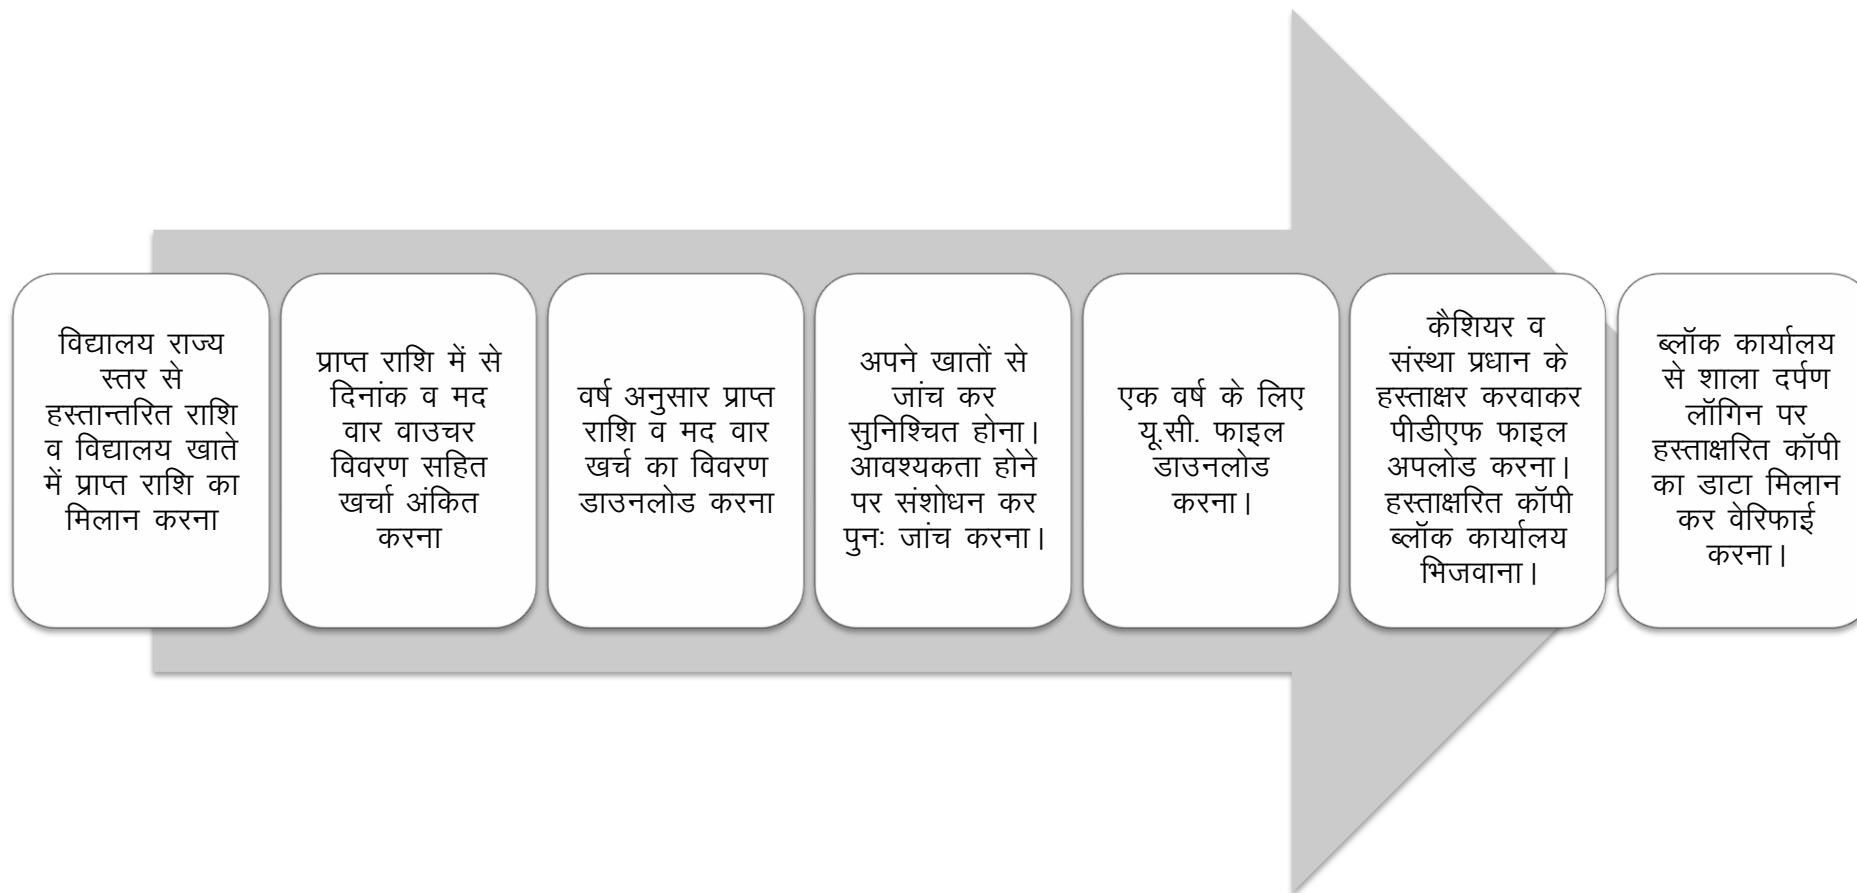 विद्यालय राज्य
स्तर से
हस्तान्तरित राशि
व विद्यालय खाते
में प्राप्त राशि का
मिलान करना
प्राप्त राशि में से
दिनांक व मद
वार वाउचर
विवरण सहित
खर्चा अंकित
करना
वर्ष अनुसार प्राप्त
राशि व मद वार
खर्च का विवरण
डाउनलोड करना
अपने खातों से
जांच कर
सुनिश्चित होना।
आवश्यकता होने
पर संशोधन कर
पुनः जांच करना।
एक वर्ष के लिए
यू.सी. फाइल
डाउनलोड
करना।
कैशियर व
संस्था प्रधान के
हस्ताक्षर करवाकर
पीडीएफ फाइल
अपलोड करना।
हस्ताक्षरित कॉपी
ब्लॉक कार्यालय
भिजवाना।
ब्लॉक कार्यालय
से शाला दर्पण
लॉगिन पर
हस्ताक्षरित कॉपी
का डाटा मिलान
कर वेरिफाई
करना।